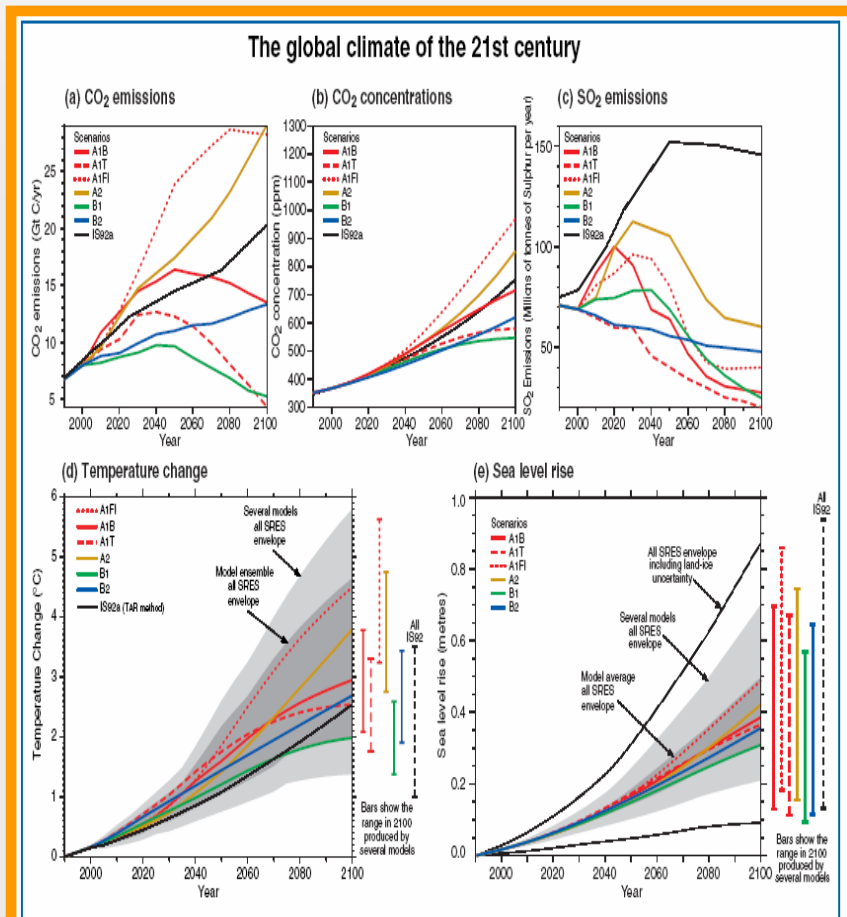 The global climate of the 21st century
(a) CO₂ emissions
CO₂ emissions (Gt C/yr)
25
20
15
10
5
Scenarios
A1B
A1T
A1FI
A2
B1
B2
IS92a
2000 2020 2040 2060 2080 2100
Year
(b) CO₂ concentrations
CO₂ concentration (ppm)
1300
1200
1100
1000
900
800
700
600
500
400
300
Scenarios
A1B
A1T
A1FI
A2
B1
B2
IS92a
2000 2020 2040 2060 2080 2100
Year
(c) SO₂ emissions
SO₂ Emissions (Millions of tonnes of Sulphur per year)
150
100
50
Scenarios
A1B
A1T
A1FI
A2
B1
B2
IS92a
2000 2020 2040 2060 2080 2100
Year
(d) Temperature change
Temperature Change (°C)
6
5
4
3
2
1
0
A1FI
A1B
A1T
A2
B1
B2
IS92a (TAR method)
Several models
all SRES
envelope
Model ensemble
all SRES
envelope
All
IS92
Bars show the
range in 2100
produced by
several models
2000 2020 2040 2060 2080 2100
Year
(e) Sea level rise
Sea level rise (metres)
1.0
0.8
0.6
0.4
0.2
0.0
Scenarios
A1B
A1T
A1FI
A2
B1
B2
All SRES envelope
including land-ice
uncertainty
Several models
all SRES
envelope
Model average
all SRES
envelope
All
IS92
Bars show the
range in 2100
produced by
several models
2000 2020 2040 2060 2080 2100
Year